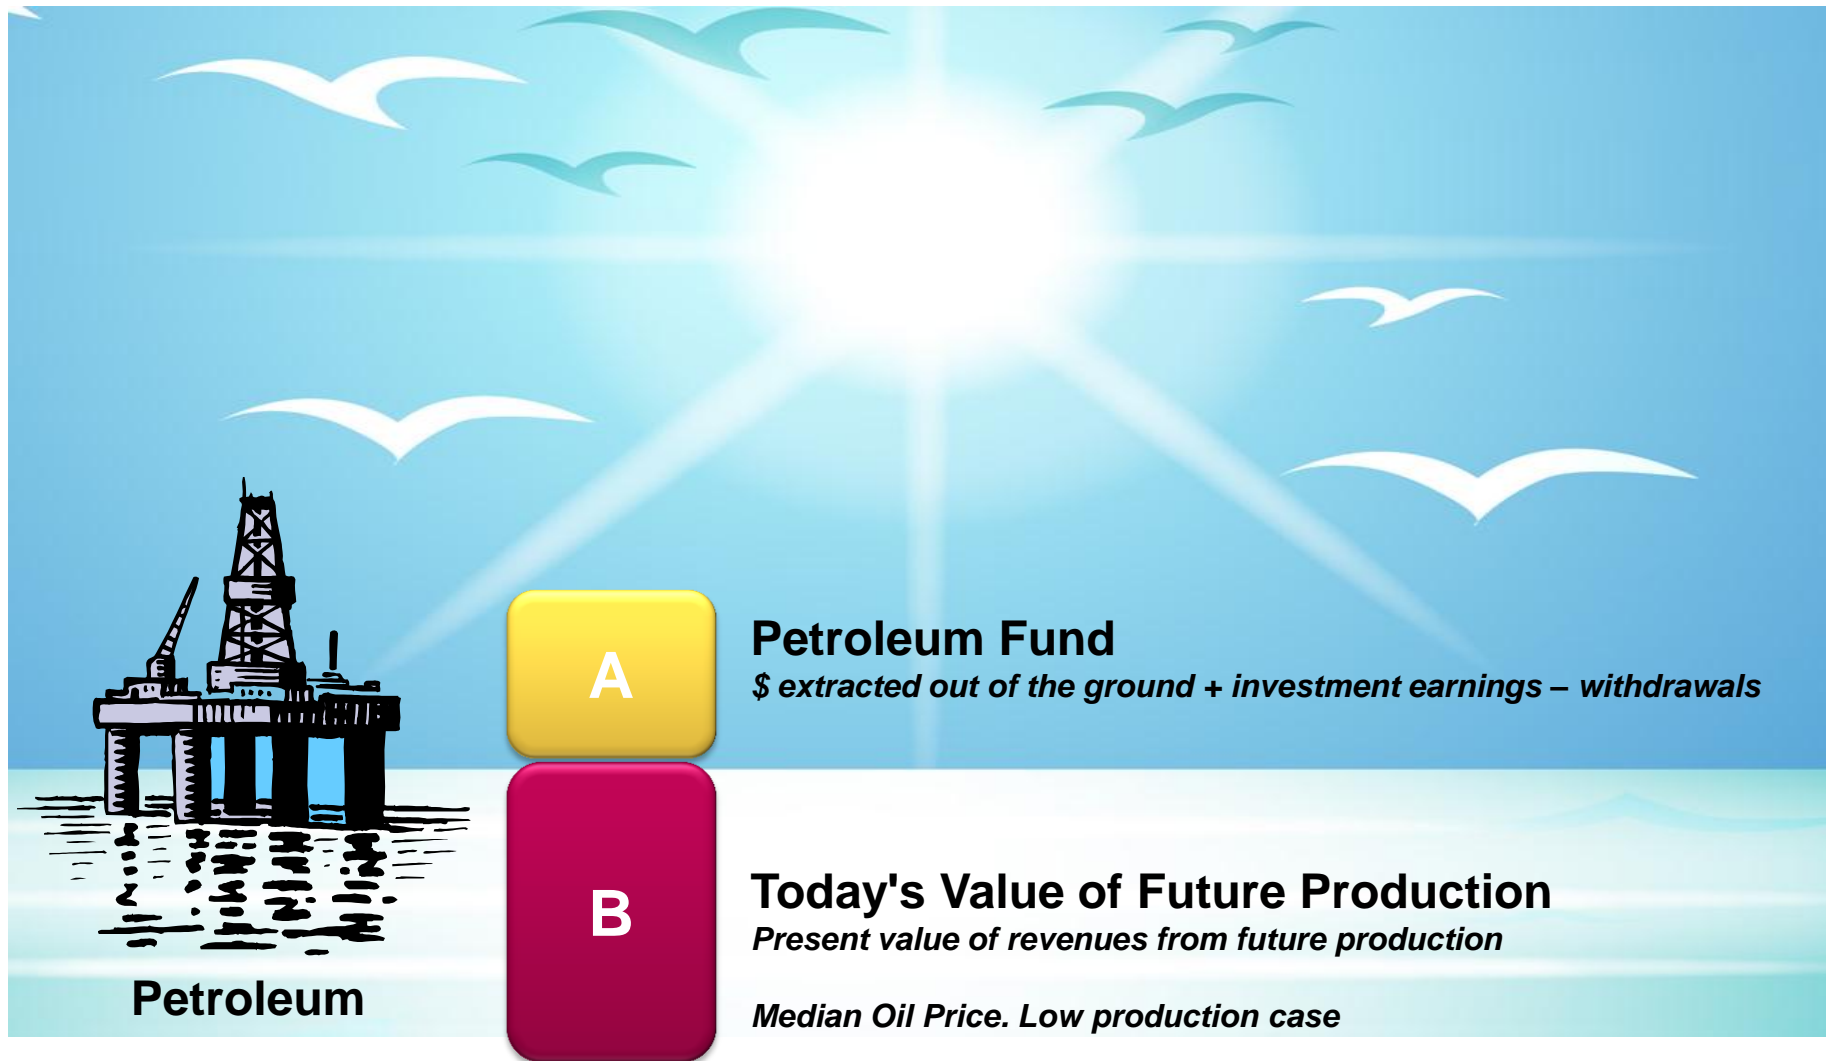 A
Petroleum Fund
$ extracted out of the ground + investment earnings – withdrawals
B
Today's Value of Future Production
Present value of revenues from future production
Petroleum
Median Oil Price. Low production case